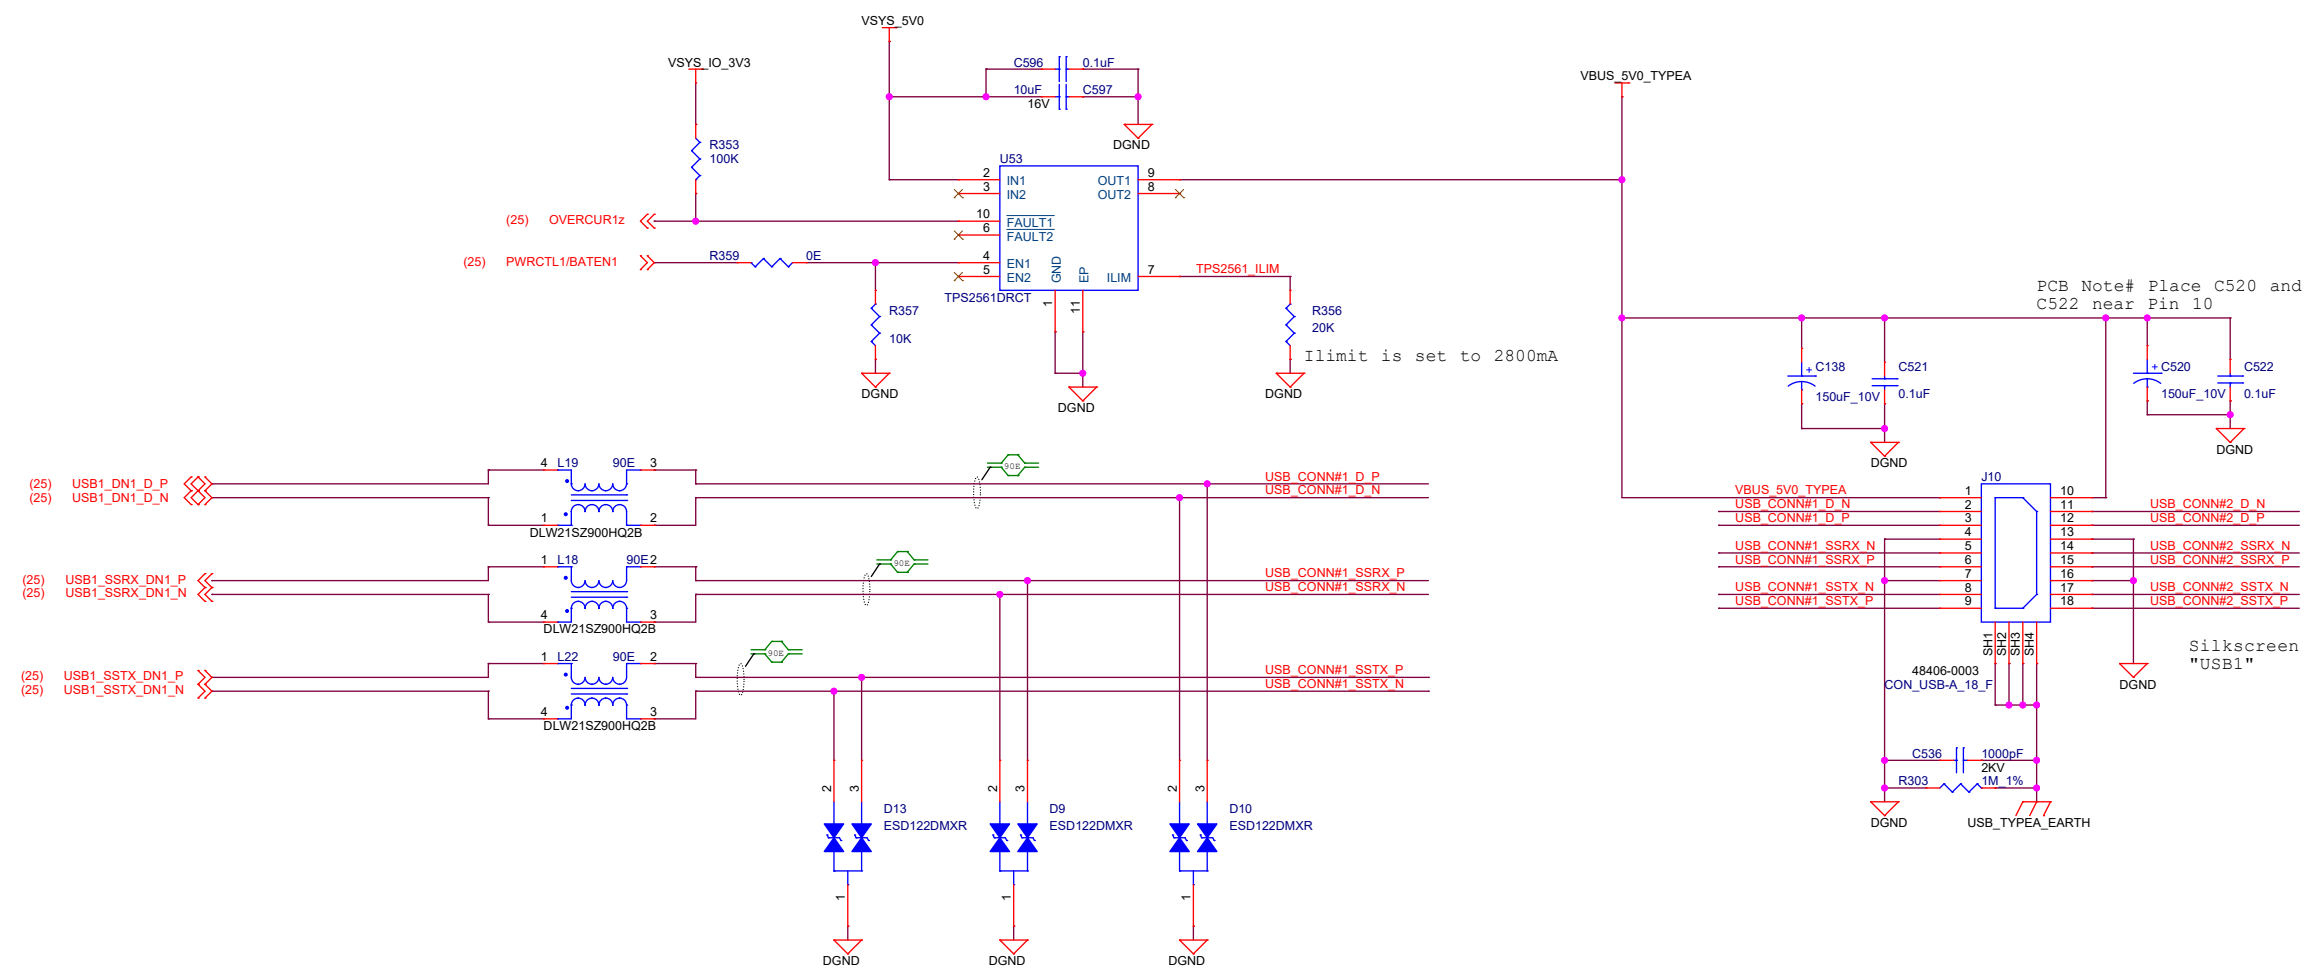 VSYS_5V0
VSYS_IO_3V3
C596 0.1uF
10uF C597
16V
DGND
VBUS_5V0_TYPEA
R353
100K
U53
2 IN1 OUT1 9
3 IN2 OUT2 8
(25) OVERCUR1z
10 FAULT1
6 FAULT2
(25) PWRCTL1/BATEN1
R359 0E
4 EN1
5 EN2
GND EP ILIM 7
1 11
TPS2561_ILIM
TPS2561DRCT
R357
10K
DGND
DGND
R356
20K
Ilimit is set to 2800mA
DGND
PCB Note# Place C520 and
C522 near Pin 10
+ C138
150uF_10V
C521
0.1uF
DGND
+ C520
150uF_10V
C522
0.1uF
DGND
(25) USB1_DN1_D_P
(25) USB1_DN1_D_N
4 L19 90E 3
1 2
DLW21SZ900HQ2B
90E
USB_CONN#1_D_P
USB_CONN#1_D_N
(25) USB1_SSRX_DN1_P
(25) USB1_SSRX_DN1_N
1 L18 90E 2
4 3
DLW21SZ900HQ2B
90E
USB_CONN#1_SSRX_P
USB_CONN#1_SSRX_N
(25) USB1_SSTX_DN1_P
(25) USB1_SSTX_DN1_N
1 L22 90E 2
4 3
DLW21SZ900HQ2B
90E
USB_CONN#1_SSTX_P
USB_CONN#1_SSTX_N
2 3
D13
ESD122DMXR
1
DGND
2 3
D9
ESD122DMXR
1
DGND
2 3
D10
ESD122DMXR
1
DGND
J10
VBUS_5V0_TYPEA 1 10
USB_CONN#1_D_N 2 11 USB_CONN#2_D_N
USB_CONN#1_D_P 3 12 USB_CONN#2_D_P
4 13
USB_CONN#1_SSRX_N 5 14 USB_CONN#2_SSRX_N
USB_CONN#1_SSRX_P 6 15 USB_CONN#2_SSRX_P
7 16
USB_CONN#1_SSTX_N 8 17 USB_CONN#2_SSTX_N
USB_CONN#1_SSTX_P 9 18 USB_CONN#2_SSTX_P
SH1 SH2 SH3 SH4
48406-0003
CON_USB-A_18_F
Silkscreen
"USB1"
DGND
C536 1000pF
2KV
R303 1M_1%
DGND
USB_TYPEA_EARTH